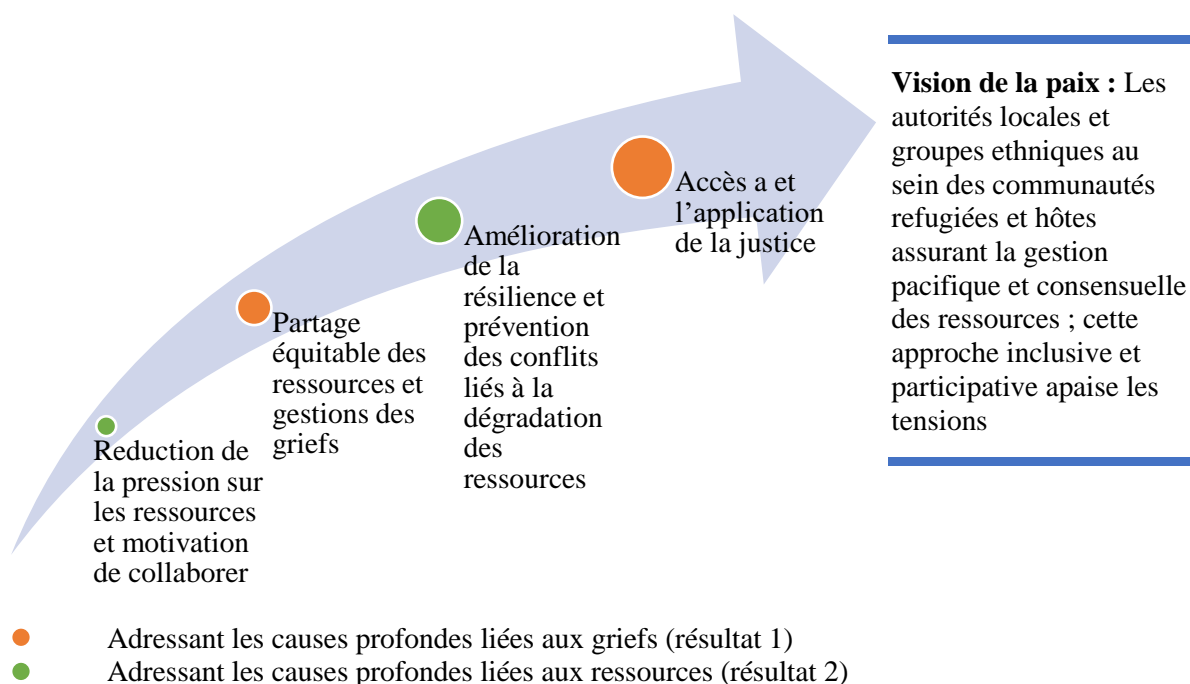 Reduction de
la pression sur
les ressources
et motivation
de collaborer
Partage
équitable des
ressources et
gestions des
griefs
Amélioration
de la
résilience et
prévention
des conflits
liés à la
dégradation
des
ressources
Accès a et
l’application
de la justice
Vision de la paix : Les
autorités locales et
groupes ethniques au
sein des communautés
refugiées et hôtes
assurant la gestion
pacifique et consensuelle
des ressources ; cette
approche inclusive et
participative apaise les
tensions
Adressant les causes profondes liées aux griefs (résultat 1)
Adressant les causes profondes liées aux ressources (résultat 2)